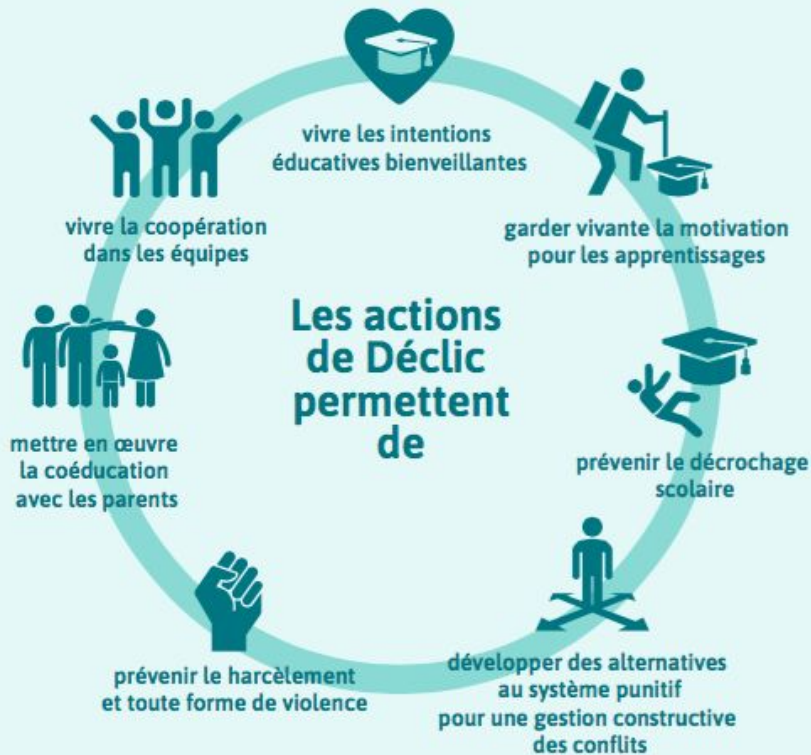 Les actions
de Déclic
permettent
de
vivre les intentions
éducatives bienveillantes
garder vivante la motivation
pour les apprentissages
prévenir le décrochage
scolaire
développer des alternatives
au système punitif
pour une gestion constructive
des conflits
prévenir le harcèlement
et toute forme de violence
mettre en œuvre
la coéducation
avec les parents
vivre la coopération
dans les équipes